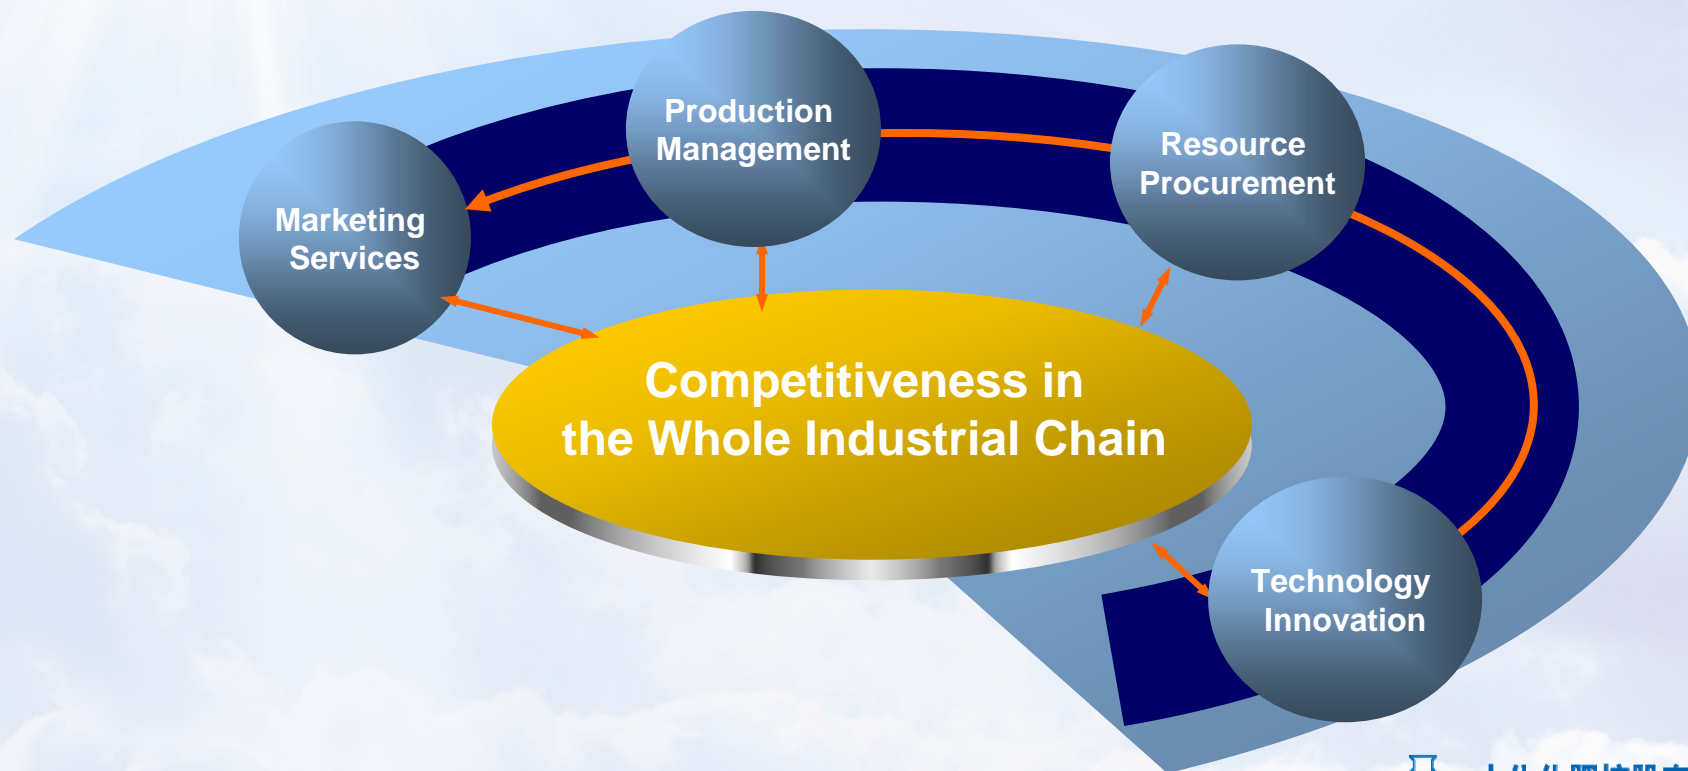 Production
Management
Resource
Procurement
Marketing
Services
Competitiveness in
the Whole Industrial Chain
Technology
Innovation